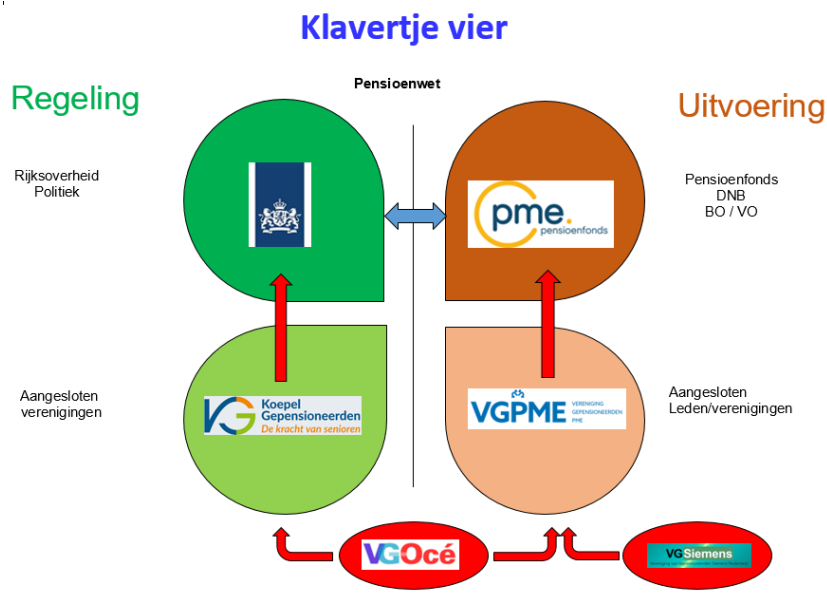 Klavertje vier
Pensioenwet
Regeling
Uitvoering
Rijksoverheid
Politiek
pme.
pensioenfonds
Pensioenfonds
DNB
BO / VO
Aangesloten
verenigingen
VG
Koepel
Gepensioneerden
De kracht van senioren
VGPME
VERENIGING
GEPENSIONEERDEN
PME
Aangesloten
Leden/verenigingen
VGOcé
VGSiemens